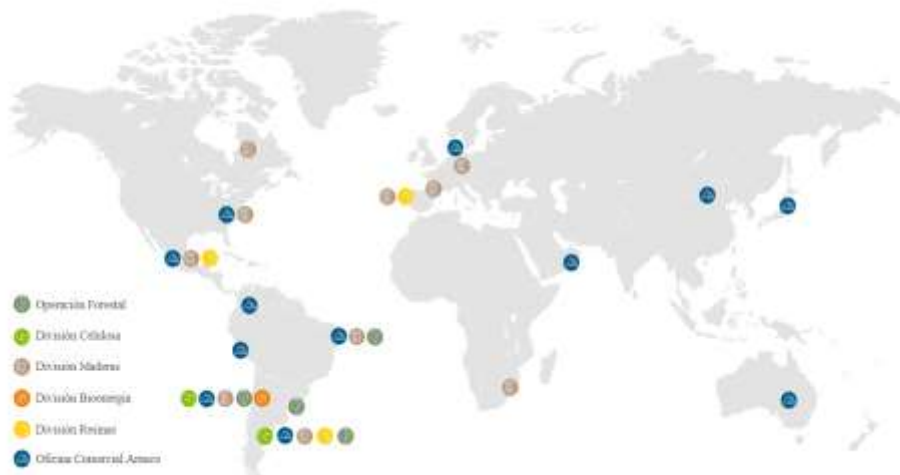 Operación Forestal
División Celulosa
División Maderas
División Bioenergía
División Resinas
Oficina Comercial Arauco